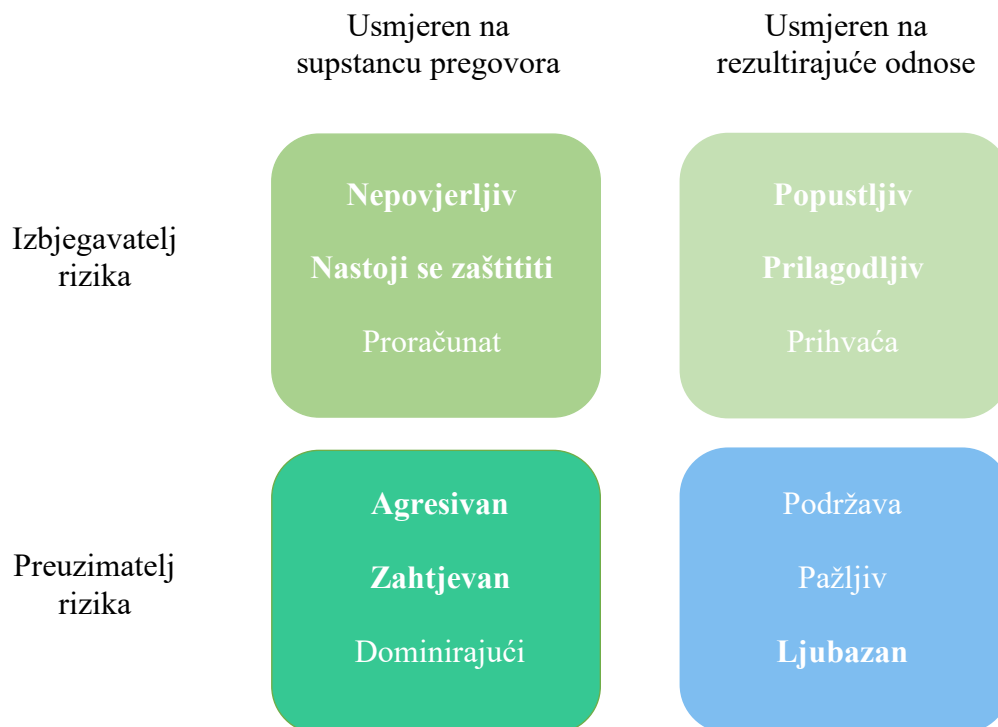 Usmjeren na
supstancu pregovora
Usmjeren na
rezultirajuće odnose
Izbjegavatelj
rizika
Nepovjerljiv
Nastoji se zaštititi
Proračunat
Popustljiv
Prilagodljiv
Prihvaća
Preuzimatelj
rizika
Agresivan
Zahtjevan
Dominirajući
Podržava
Pažljiv
Ljubazan